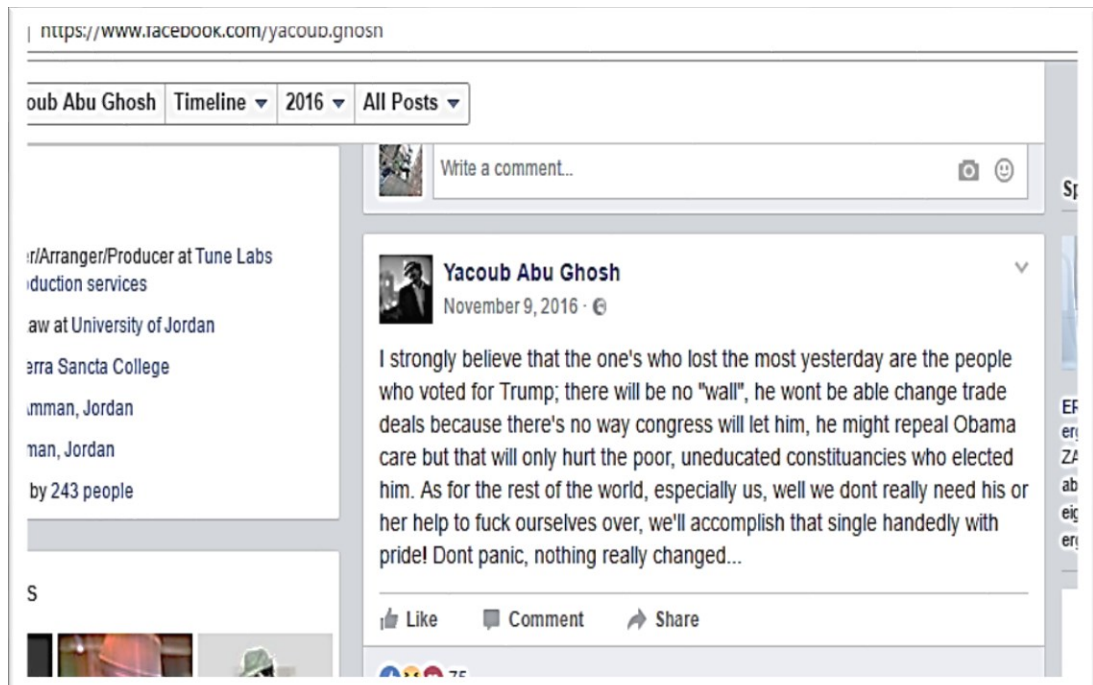 https://www.facebook.com/yacoub.ghosh
oub Abu Ghosh Timeline 2016 All Posts
Write a comment...
Sp
r/Arranger/Producer at Tune Labs
duction services
aw at University of Jordan
erra Sancta College
mman, Jordan
man, Jordan
by 243 people
s
Yacoub Abu Ghosh
November 9, 2016 ·
I strongly believe that the one's who lost the most yesterday are the people
who voted for Trump; there will be no "wall", he wont be able change trade
deals because there's no way congress will let him, he might repeal Obama
care but that will only hurt the poor, uneducated constituancies who elected
him. As for the rest of the world, especially us, well we dont really need his or
her help to fuck ourselves over, we'll accomplish that single handedly with
pride! Dont panic, nothing really changed...
Like Comment Share
75
ZA
ab
eig